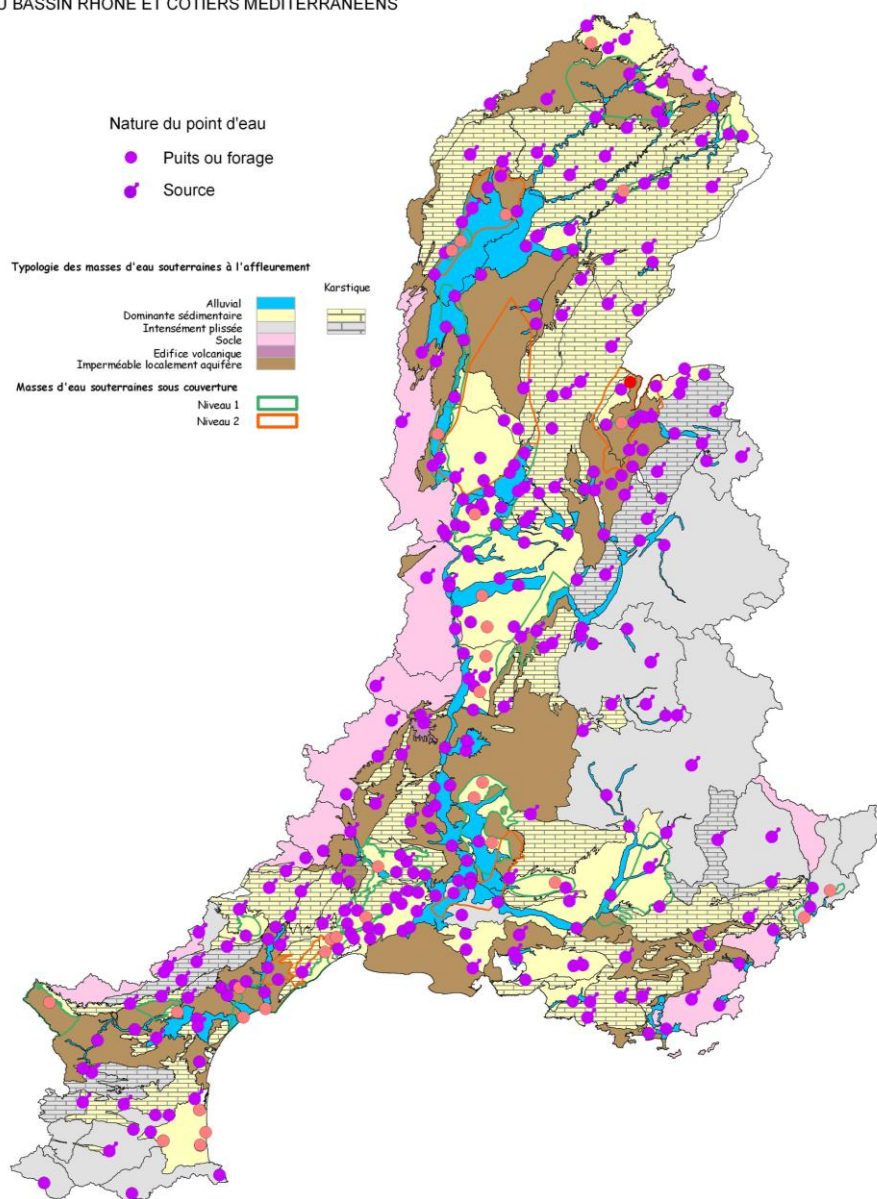 U BASSIN RHONE ET COTIERS MEDITERRANEENS
Nature du point d'eau
Puits ou forage
Source
Typologie des masses d'eau souterraines à l'affleurement
Karstique
Alluvial
Dominante sédimentaire
Intensément plissée
Socle
Edifice volcanique
Imperméable localement aquifère
Masses d'eau souterraines sous couverture
Niveau 1
Niveau 2